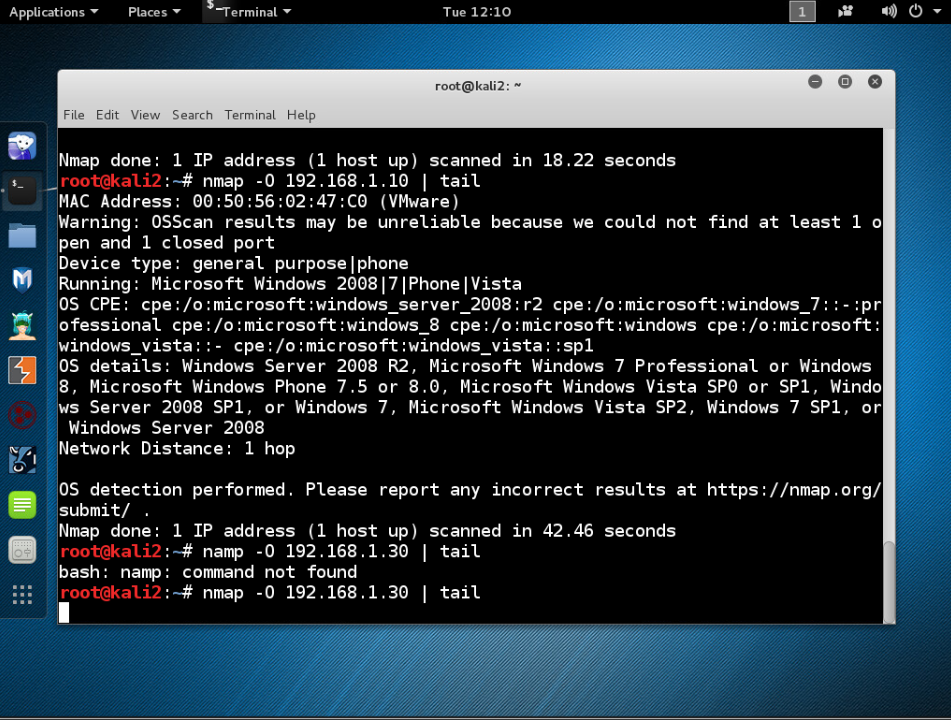 Applications Places Terminal Tue 12:10 1
root@kali2: ~
File Edit View Search Terminal Help
Nmap done: 1 IP address (1 host up) scanned in 18.22 seconds
root@kali2:~# nmap -O 192.168.1.10 | tail
MAC Address: 00:50:56:02:47:C0 (VMware)
Warning: OSScan results may be unreliable because we could not find at least 1 o
pen and 1 closed port
Device type: general purpose|phone
Running: Microsoft Windows 2008|7|Phone|Vista
OS CPE: cpe:/o:microsoft:windows_server_2008:r2 cpe:/o:microsoft:windows_7::-:pr
ofessional cpe:/o:microsoft:windows_8 cpe:/o:microsoft:windows cpe:/o:microsoft:
windows_vista::- cpe:/o:microsoft:windows_vista::sp1
OS details: Windows Server 2008 R2, Microsoft Windows 7 Professional or Windows
8, Microsoft Windows Phone 7.5 or 8.0, Microsoft Windows Vista SP0 or SP1, Windo
ws Server 2008 SP1, or Windows 7, Microsoft Windows Vista SP2, Windows 7 SP1, or
Windows Server 2008
Network Distance: 1 hop
OS detection performed. Please report any incorrect results at https://nmap.org/
submit/ .
Nmap done: 1 IP address (1 host up) scanned in 42.46 seconds
root@kali2:~# namp -O 192.168.1.30 | tail
bash: namp: command not found
root@kali2:~# nmap -O 192.168.1.30 | tail